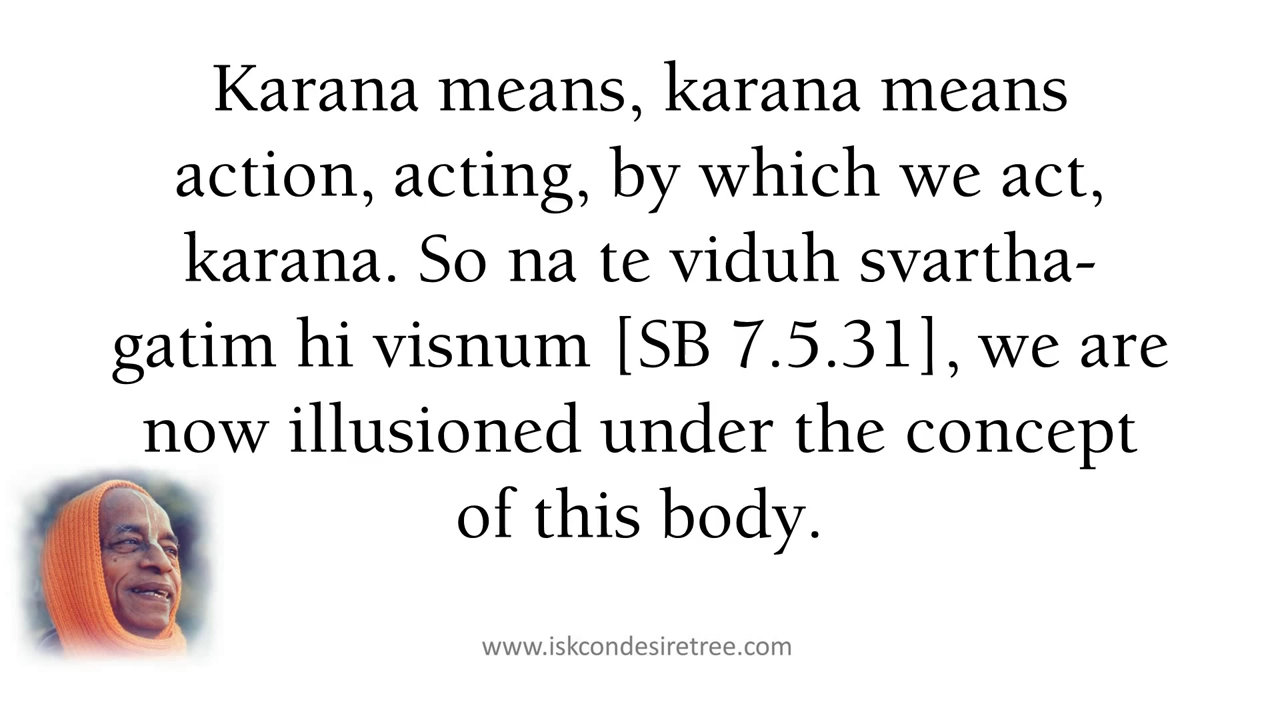 Karana means, karana means
action, acting, by which we act,
karana. So na te viduh svartha-
gatim hi visnum [SB 7.5.31], we are
now illusioned under the concept
of this body.
www.iskcondesiretree.com